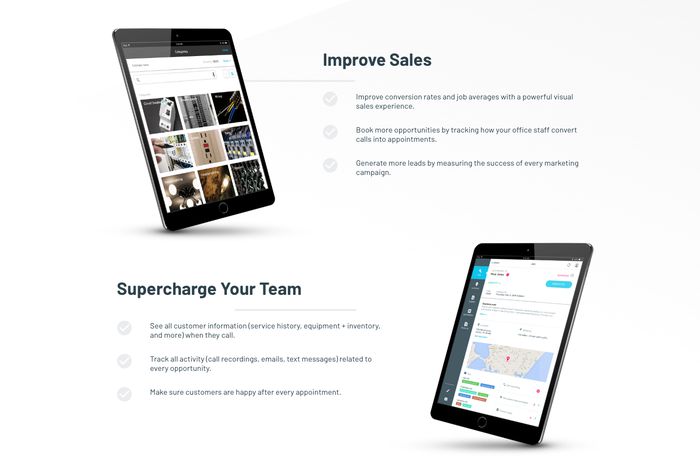 Improve Sales
Improve conversion rates and job averages with a powerful visual
sales experience.
Book more opportunities by tracking how your office staff convert
calls into appointments.
Generate more leads by measuring the success of every marketing
campaign.
Supercharge Your Team
See all customer information (service history, equipment + inventory,
and more) when they call.
Track all activity (call recordings, emails, text messages) related to
every opportunity.
Make sure customers are happy after every appointment.